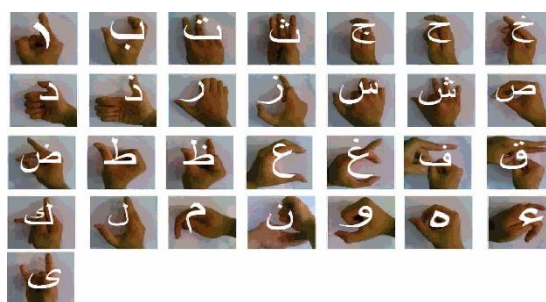 ا ب ت ث ج ح خ
د ذ ر ز س ش ص
ض ط ظ ع غ ف ق
ك ل م ن و ه ء
ى